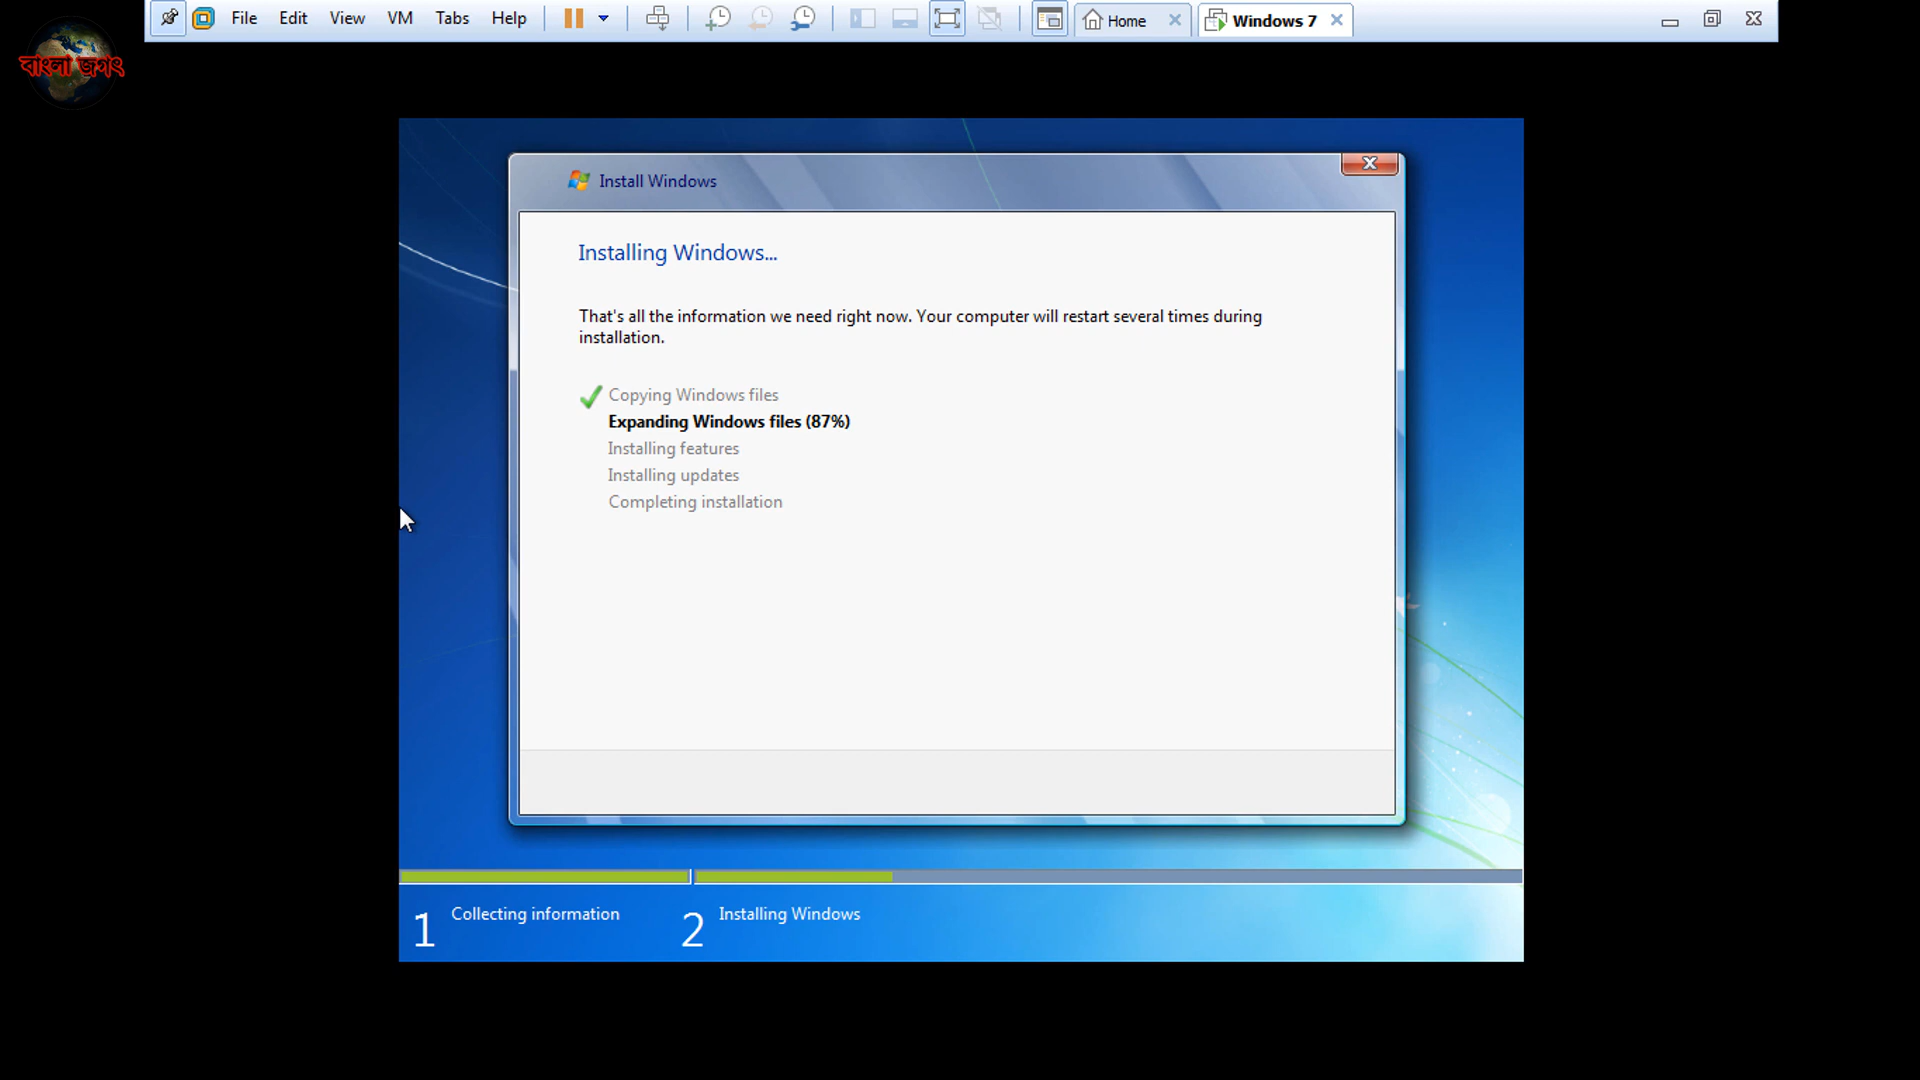 File Edit View VM Tabs Help Home Windows 7
বাংলা জগৎ
Install Windows
Installing Windows...
That's all the information we need right now. Your computer will restart several times during
installation.
Copying Windows files
Expanding Windows files (87%)
Installing features
Installing updates
Completing installation
1 Collecting information 2 Installing Windows